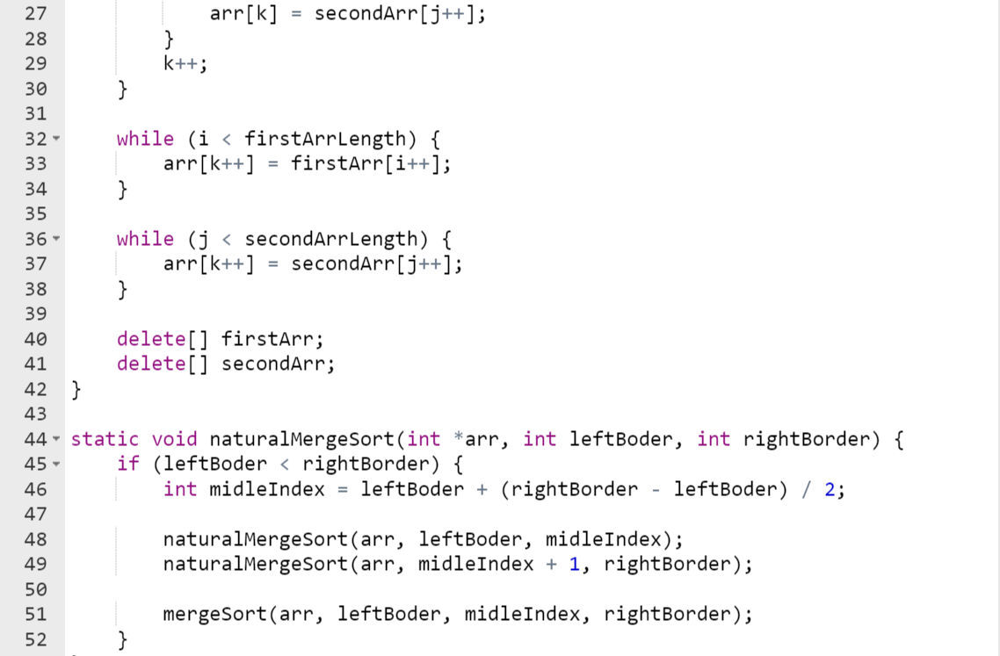 27 arr[k] = secondArr[j++];
28 }
29 k++;
30 }
31
32 while (i < firstArrLength) {
33 arr[k++] = firstArr[i++];
34 }
35
36 while (j < secondArrLength) {
37 arr[k++] = secondArr[j++];
38 }
39
40 delete[] firstArr;
41 delete[] secondArr;
42 }
43
44 static void naturalMergeSort(int *arr, int leftBoder, int rightBorder) {
45 if (leftBoder < rightBorder) {
46 int midleIndex = leftBoder + (rightBorder - leftBoder) / 2;
47
48 naturalMergeSort(arr, leftBoder, midleIndex);
49 naturalMergeSort(arr, midleIndex + 1, rightBorder);
50
51 mergeSort(arr, leftBoder, midleIndex, rightBorder);
52 }